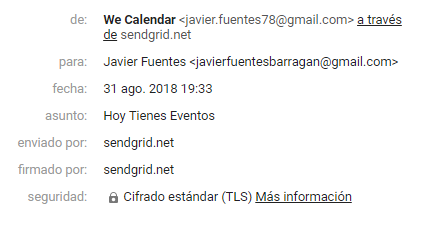 de: We Calendar <javier.fuentes78@gmail.com> a través
de sendgrid.net
para: Javier Fuentes <javierfuentesbarragan@gmail.com>
fecha: 31 ago. 2018 19:33
asunto: Hoy Tienes Eventos
enviado por: sendgrid.net
firmado por: sendgrid.net
seguridad: Cifrado estándar (TLS) Más información